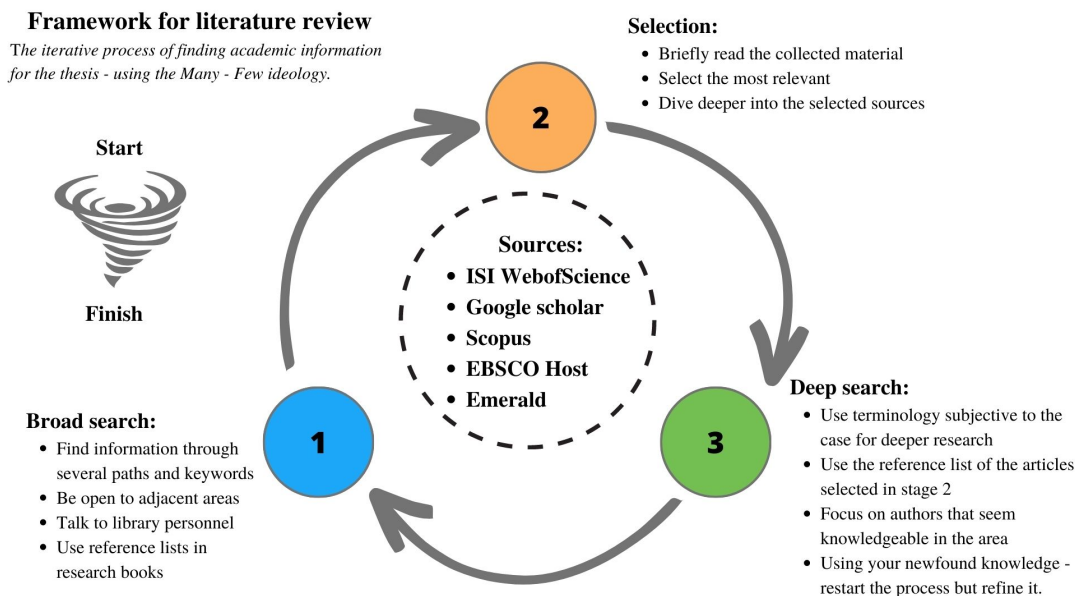 Framework for literature review
The iterative process of finding academic information
for the thesis - using the Many - Few ideology.
Start
Finish
Selection:
• Briefly read the collected material
• Select the most relevant
• Dive deeper into the selected sources
2
Sources:
• ISI WebofScience
• Google scholar
• Scopus
• EBSCO Host
• Emerald
Broad search:
• Find information through
several paths and keywords
• Be open to adjacent areas
• Talk to library personnel
• Use reference lists in
research books
1
3
Deep search:
• Use terminology subjective to the
case for deeper research
• Use the reference list of the articles
selected in stage 2
• Focus on authors that seem
knowledgeable in the area
• Using your newfound knowledge -
restart the process but refine it.